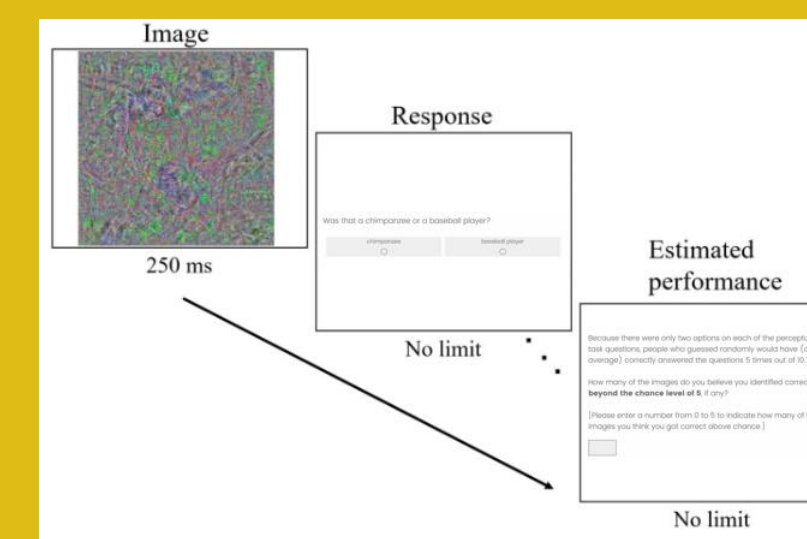 Image
250 ms
Response
Was that a chimpanzee or a baseball player?
chimpanzee
baseball player
No limit
Estimated
performance
Because there were only two options on each of the
task questions, people who guessed randomly would have
average) correctly answered the questions 5 times out of 10.
How many of the images do you believe you identified
beyond the chance level of 5, if any?
[Please enter a number from 0 to 5 to indicate how many of
images you think you got correct above chance.]
No limit